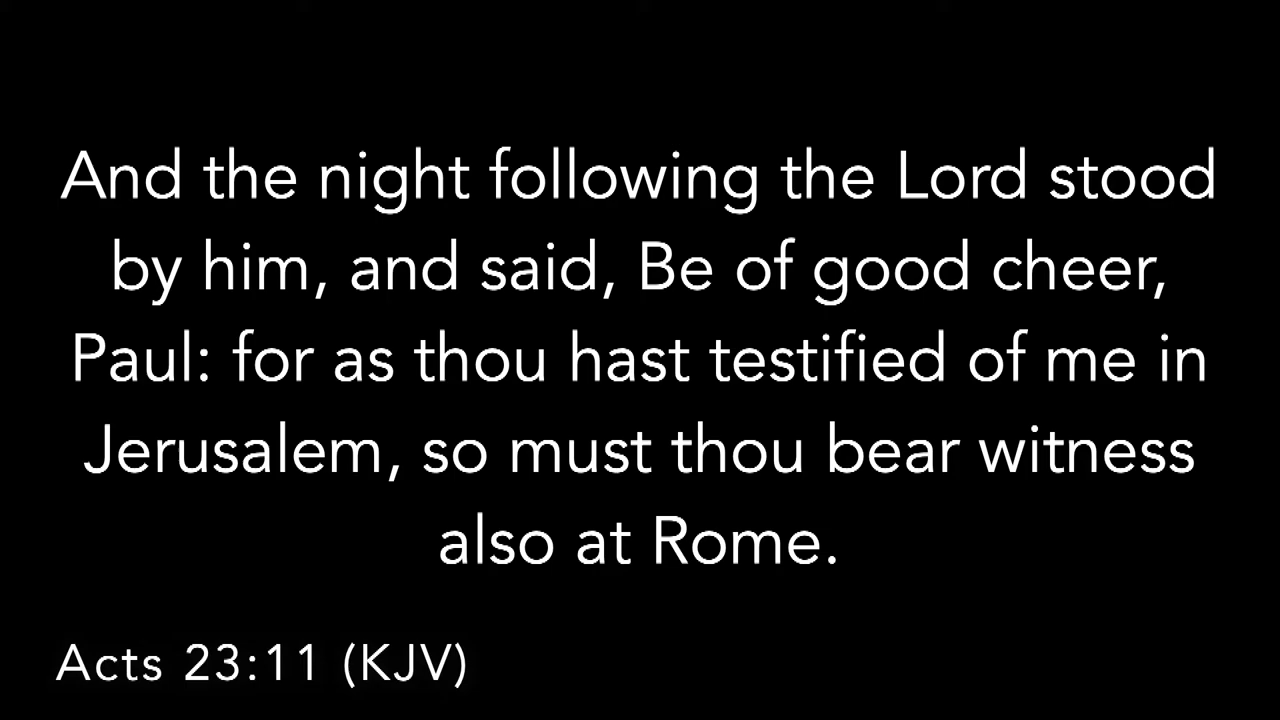 And the night following the Lord stood
by him, and said, Be of good cheer,
Paul: for as thou hast testified of me in
Jerusalem, so must thou bear witness
also at Rome.
Acts 23:11 (KJV)